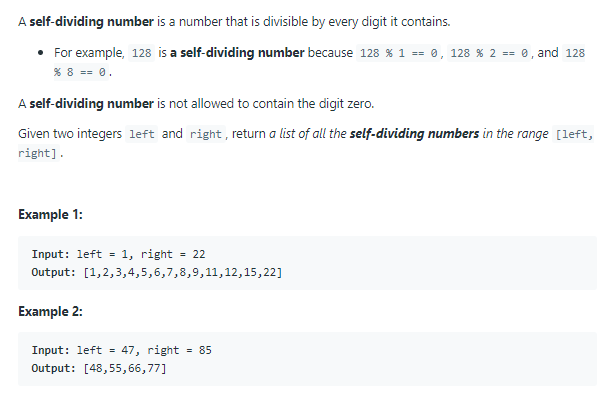 A self-dividing number is a number that is divisible by every digit it contains.
• For example, 128 is a self-dividing number because 128 % 1 == 0, 128 % 2 == 0, and 128
% 8 == 0.
A self-dividing number is not allowed to contain the digit zero.
Given two integers left and right, return a list of all the self-dividing numbers in the range [left,
right].
Example 1:
Input: left = 1, right = 22
Output: [1,2,3,4,5,6,7,8,9,11,12,15,22]
Example 2:
Input: left = 47, right = 85
Output: [48,55,66,77]